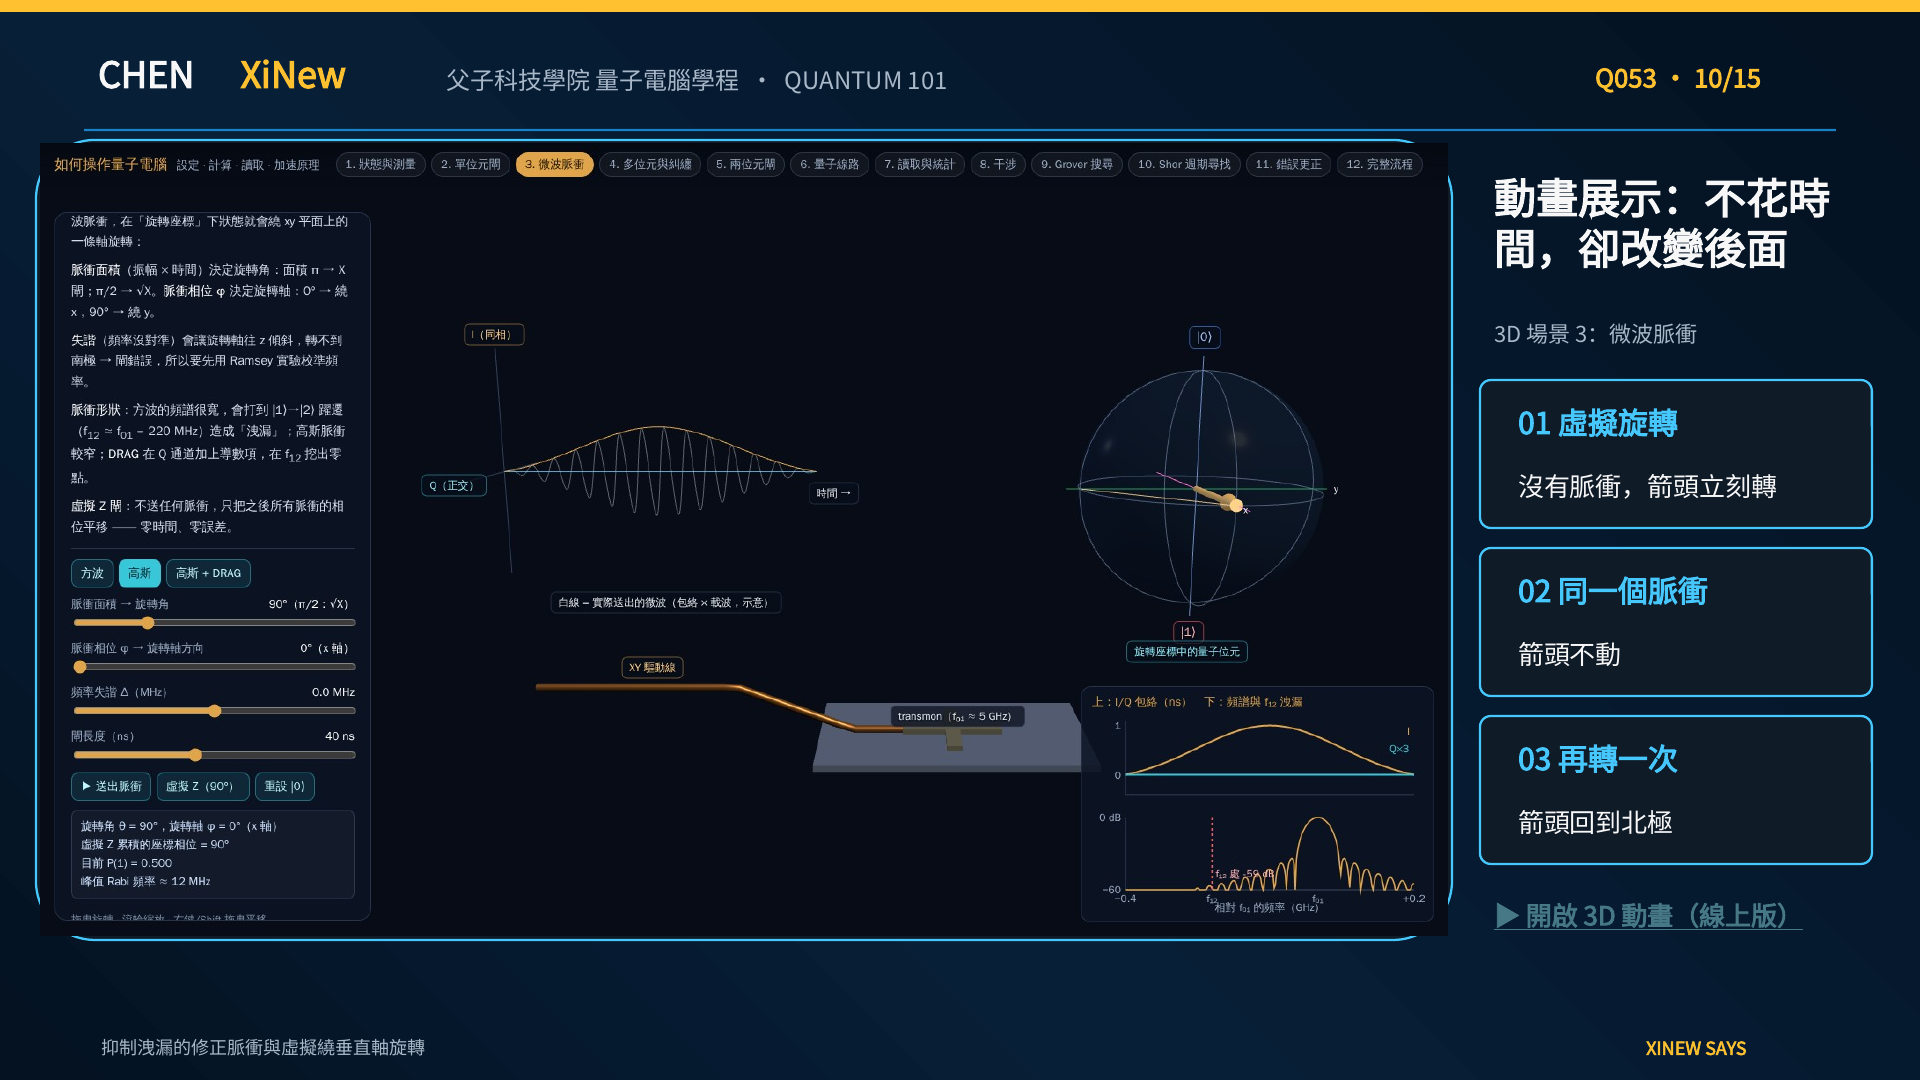 CHEN XiNew
父子科技學院 量子電腦學程 · QUANTUM 101
Q053 · 10/15
如何操作量子電腦 設定 · 計算 · 讀取 · 加速原理
1. 狀態與測量
2. 單位元閘
3. 微波脈衝
4. 多位元與糾纏
5. 兩位元閘
6. 量子線路
7. 讀取與統計
8. 干涉
9. Grover 搜尋
10. Shor 週期尋找
11. 錯誤更正
12. 完整流程
波脈衝，在「旋轉座標」下狀態就會繞 xy 平面上的
一條軸旋轉：
脈衝面積（振幅 × 時間）決定旋轉角：面積 π → X
閘；π/2 → √X。脈衝相位 φ 決定旋轉軸：0° → 繞
x，90° → 繞 y。
失諧（頻率沒對準）會讓旋轉軸往 z 傾斜，轉不到
南極 → 閘錯誤，所以要先用 Ramsey 實驗校準頻
率。
脈衝形狀：方波的頻譜很寬，會打到 |1⟩→|2⟩ 躍遷
（f₁₂ ≈ f₀₁ − 220 MHz）造成「洩漏」；高斯脈衝
較窄；DRAG 在 Q 通道加上導數項，在 f₁₂ 挖出零
點。
虛擬 Z 閘：不送任何脈衝，只把之後所有脈衝的相
位平移 —— 零時間、零誤差。
方波
高斯
高斯 + DRAG
脈衝面積 → 旋轉角 90°（π/2：√X）
脈衝相位 φ → 旋轉軸方向 0°（x 軸）
頻率失諧 Δ（MHz） 0.0 MHz
閘長度（ns） 40 ns
▶ 送出脈衝
虛擬 Z（90°）
重設 |0⟩
旋轉角 θ = 90°，旋轉軸 φ = 0°（x 軸）
虛擬 Z 累積的座標相位 = 90°
目前 P(1) = 0.500
峰值 Rabi 頻率 ≈ 12 MHz
I（同相）
Q（正交）
時間 →
白線 = 實際送出的微波（包絡 × 載波，示意）
XY 驅動線
transmon（f₀₁ ≈ 5 GHz）
|0⟩
y
x
|1⟩
旋轉座標中的量子位元
上：I/Q 包絡（ns） 下：頻譜與 f₁₂ 洩漏
1
I
Q×3
0
0 dB
f₁₂ 處 -59 dB
−60
−0.4
f₁₂
f₀₁
+0.2
相對 f₀₁ 的頻率（GHz）
動畫展示：不花時
間，卻改變後面
3D 場景 3：微波脈衝
01 虛擬旋轉
沒有脈衝，箭頭立刻轉
02 同一個脈衝
箭頭不動
03 再轉一次
箭頭回到北極
▶ 開啟 3D 動畫（線上版）
抑制洩漏的修正脈衝與虛擬繞垂直軸旋轉
XINEW SAYS